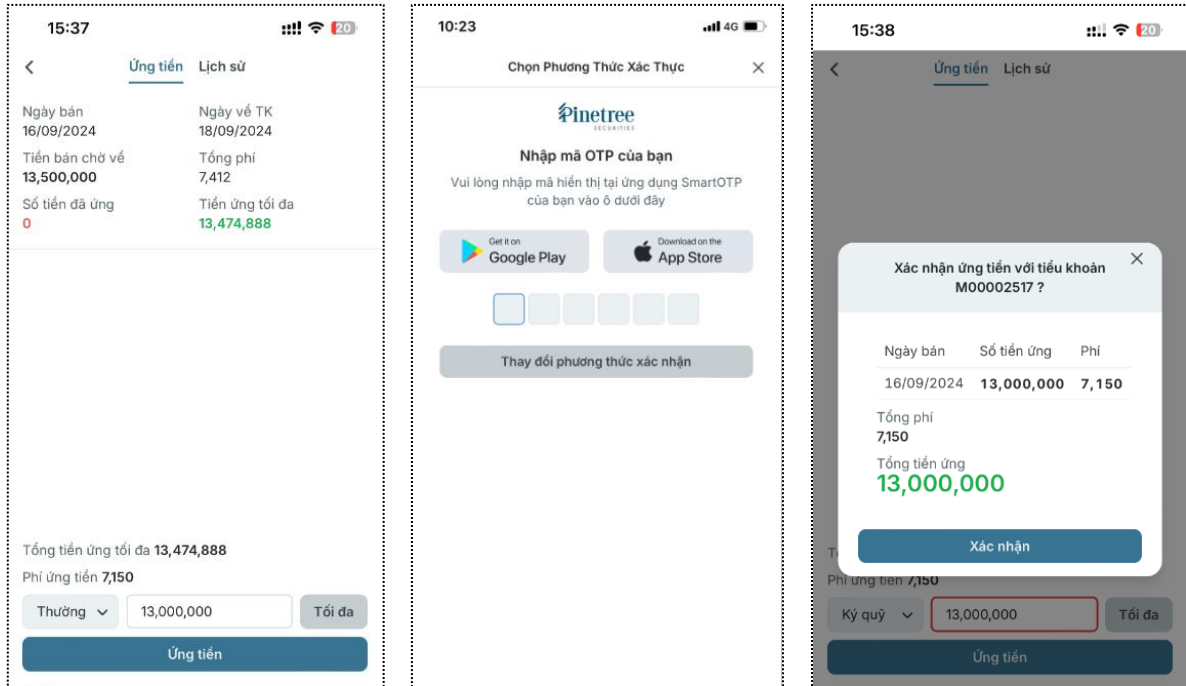 15:37
20
Ứng tiền Lịch sử
Ngày bán Ngày về TK
16/09/2024 18/09/2024
Tiền bán chờ về Tổng phí
13,500,000 7,412
Số tiền đã ứng Tiền ứng tối đa
0 13,474,888
Tổng tiền ứng tối đa 13,474,888
Phí ứng tiền 7,150
Thường 13,000,000 Tối đa
Ứng tiền
10:23
4G
Chọn Phương Thức Xác Thực
Pinetree
SECURITIES
Nhập mã OTP của bạn
Vui lòng nhập mã hiển thị tại ứng dụng SmartOTP
của bạn vào ô dưới đây
Get it on
Google Play
Download on the
App Store
Thay đổi phương thức xác nhận
15:38
20
Ứng tiền Lịch sử
Xác nhận ứng tiền với tiểu khoản
M00002517 ?
Ngày bán Số tiền ứng Phí
16/09/2024 13,000,000 7,150
Tổng phí
7,150
Tổng tiền ứng
13,000,000
Xác nhận
Phí ứng tiền 7,150
Ký quỹ 13,000,000 Tối đa
Ứng tiền